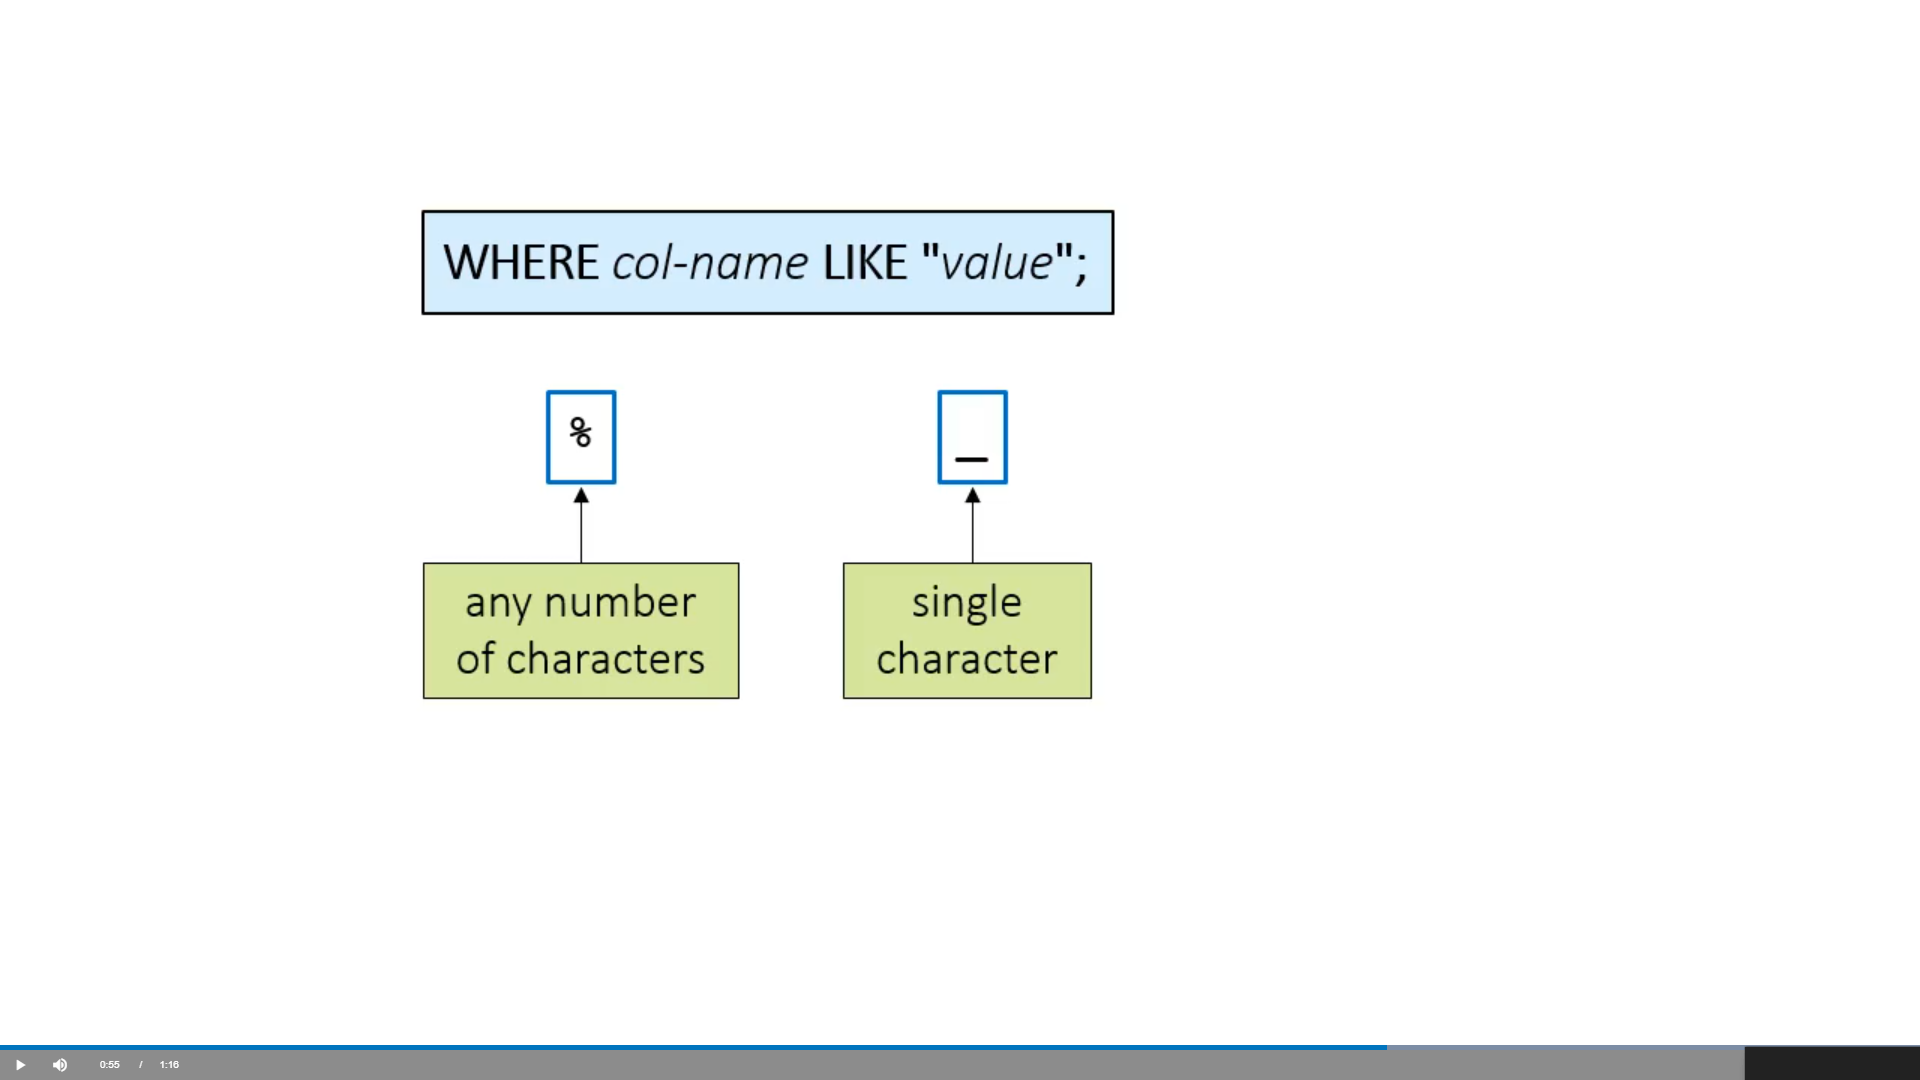 WHERE col-name LIKE "value";
%
_
any number
of characters
single
character
0:55 / 1:16